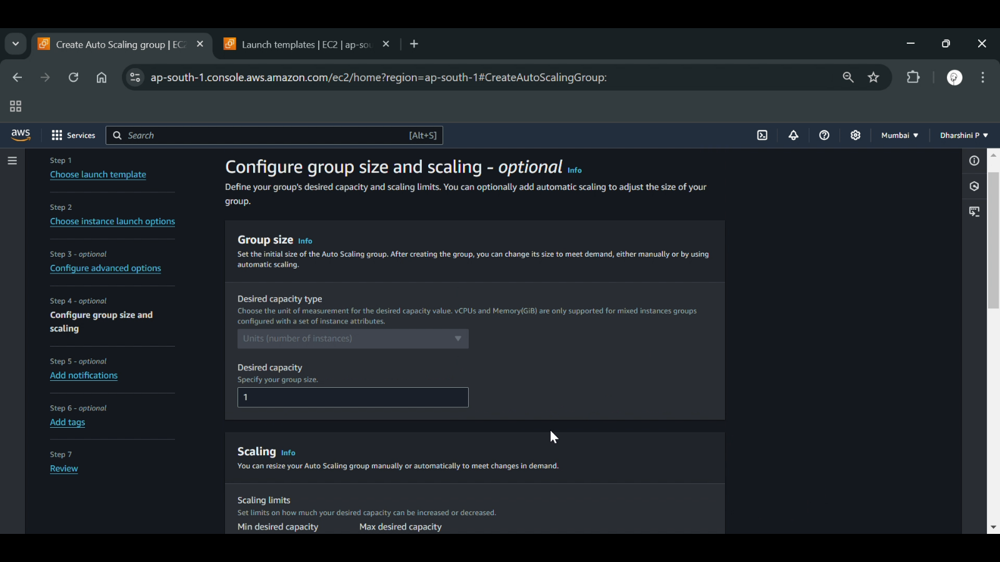 Create Auto Scaling group | EC2
Launch templates | EC2 | ap-sou
ap-south-1.console.aws.amazon.com/ec2/home?region=ap-south-1#CreateAutoScalingGroup:
aws
Services
Search
[Alt+S]
Mumbai
Dharshini P
Step 1
Choose launch template
Step 2
Choose instance launch options
Step 3 - optional
Configure advanced options
Step 4 - optional
Configure group size and
scaling
Step 5 - optional
Add notifications
Step 6 - optional
Add tags
Step 7
Review
Configure group size and scaling - optional Info
Define your group's desired capacity and scaling limits. You can optionally add automatic scaling to adjust the size of your
group.
Group size Info
Set the initial size of the Auto Scaling group. After creating the group, you can change its size to meet demand, either manually or by using
automatic scaling.
Desired capacity type
Choose the unit of measurement for the desired capacity value. vCPUs and Memory(GiB) are only supported for mixed instances groups
configured with a set of instance attributes.
Units (number of instances)
Desired capacity
Specify your group size.
1
Scaling Info
You can resize your Auto Scaling group manually or automatically to meet changes in demand.
Scaling limits
Set limits on how much your desired capacity can be increased or decreased.
Min desired capacity
Max desired capacity